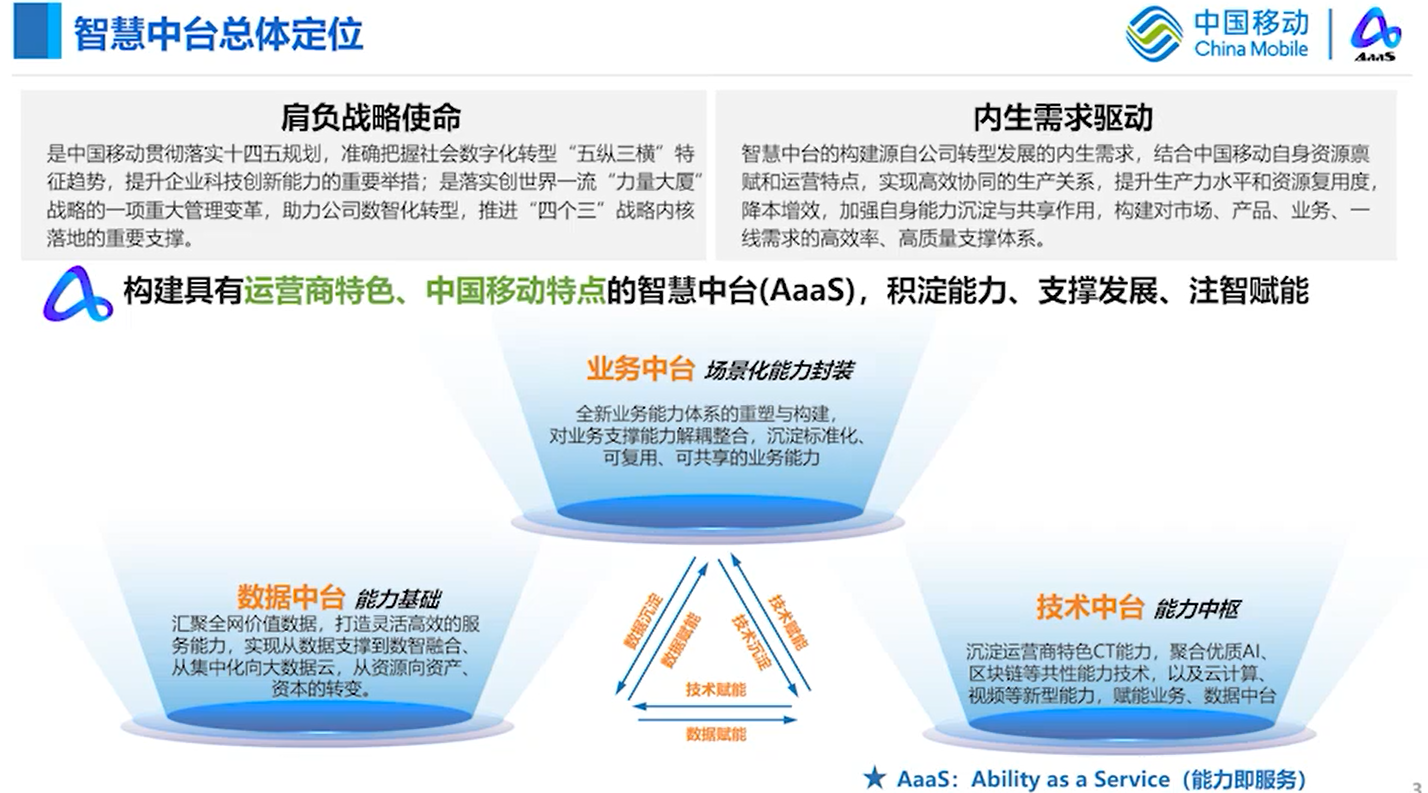 智慧中台总体定位
中国移动
China Mobile
AaaS
肩负战略使命
是中国移动贯彻落实十四五规划，准确把握社会数字化转型“五纵三横”特
征趋势，提升企业科技创新能力的重要举措；是落实创世界一流“力量大厦”
战略的一项重大管理变革，助力公司数智化转型，推进“四个三”战略内核
落地的重要支撑。
内生需求驱动
智慧中台的构建源自公司转型发展的内生需求，结合中国移动自身资源禀
赋和运营特点，实现高效协同的生产关系，提升生产力水平和资源复用度，
降本增效，加强自身能力沉淀与共享作用，构建对市场、产品、业务、一
线需求的高效率、高质量支撑体系。
构建具有运营商特色、中国移动特点的智慧中台(AaaS)，积淀能力、支撑发展、注智赋能
业务中台 场景化能力封装
全新业务能力体系的重塑与构建，
对业务支撑能力解耦整合，沉淀标准化、
可复用、可共享的业务能力
数据中台 能力基础
汇聚全网价值数据，打造灵活高效的服
务能力，实现从数据支撑到数智融合、
从集中化向大数据云，从资源向资产、
资本的转变。
数据沉淀
数据赋能
技术沉淀
技术赋能
技术赋能
数据赋能
技术中台 能力中枢
沉淀运营商特色CT能力，聚合优质AI、
区块链等共性能力技术，以及云计算、
视频等新型能力，赋能业务、数据中台
★ AaaS：Ability as a Service（能力即服务）
3